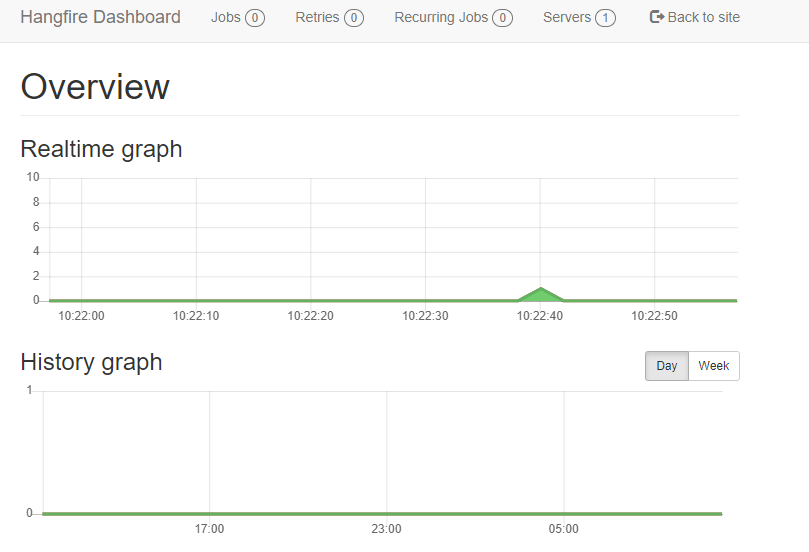 Hangfire Dashboard Jobs 0 Retries 0 Recurring Jobs 0 Servers 1 Back to site
Overview
Realtime graph
10
8
6
4
2
0
10:22:00 10:22:10 10:22:20 10:22:30 10:22:40 10:22:50
History graph Day Week
1
0
17:00 23:00 05:00